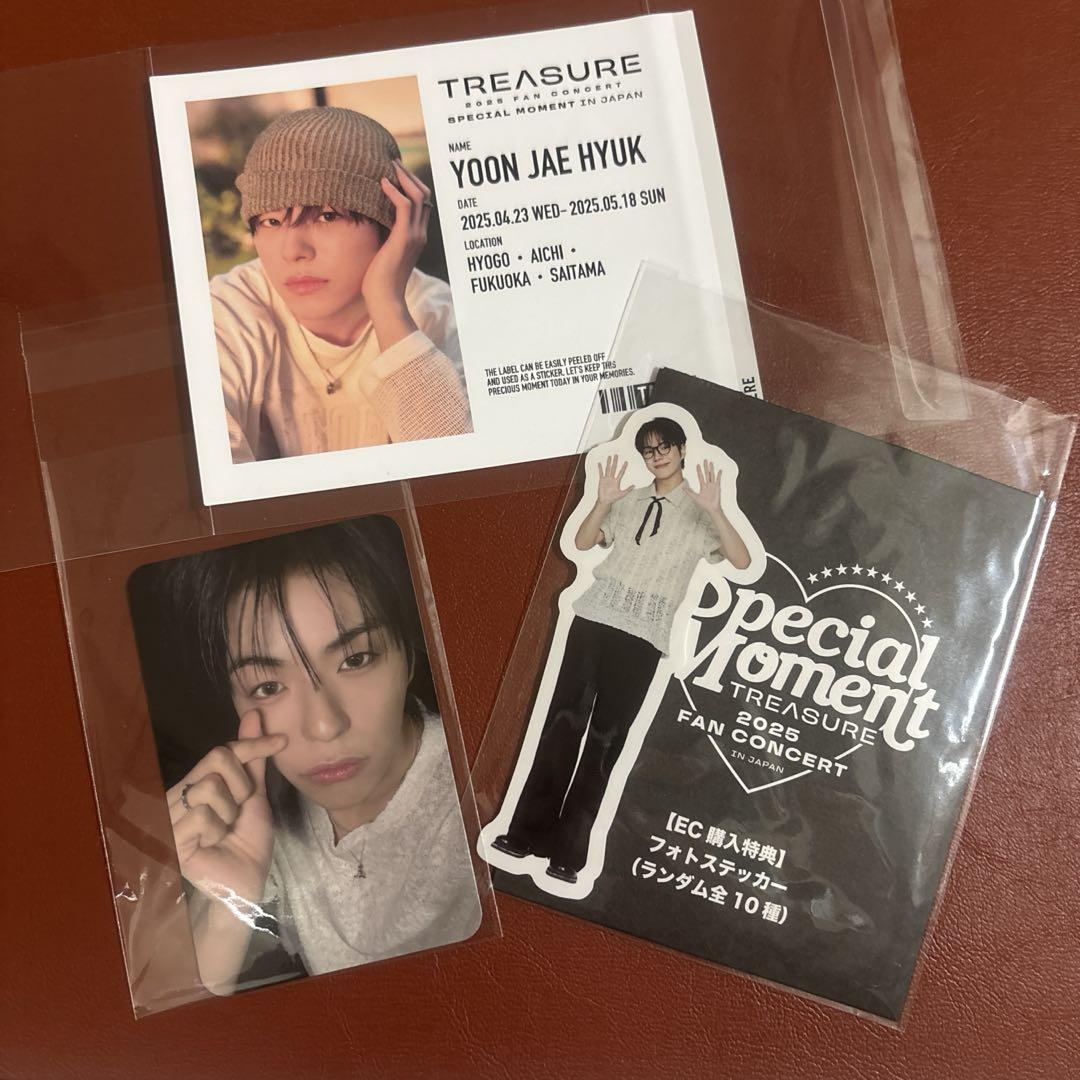 TREASURE
2025 FAN CONCERT
SPECIAL MOMENT IN JAPAN
NAME
YOON JAE HYUK
DATE
2025.04.23 WED- 2025.05.18 SUN
LOCATION
HYOGO・AICHI・
FUKUOKA・SAITAMA
THE LABEL CAN BE EASILY PEELED OFF
AND USED AS A STICKER. LET'S KEEP THIS
PRECIOUS MOMENT TODAY IN YOUR MEMORIES.
Special
Moment
TREASURE
2025
FAN CONCERT
IN JAPAN
【EC 購入特典】
フォトステッカー
(ランダム全 10 種)